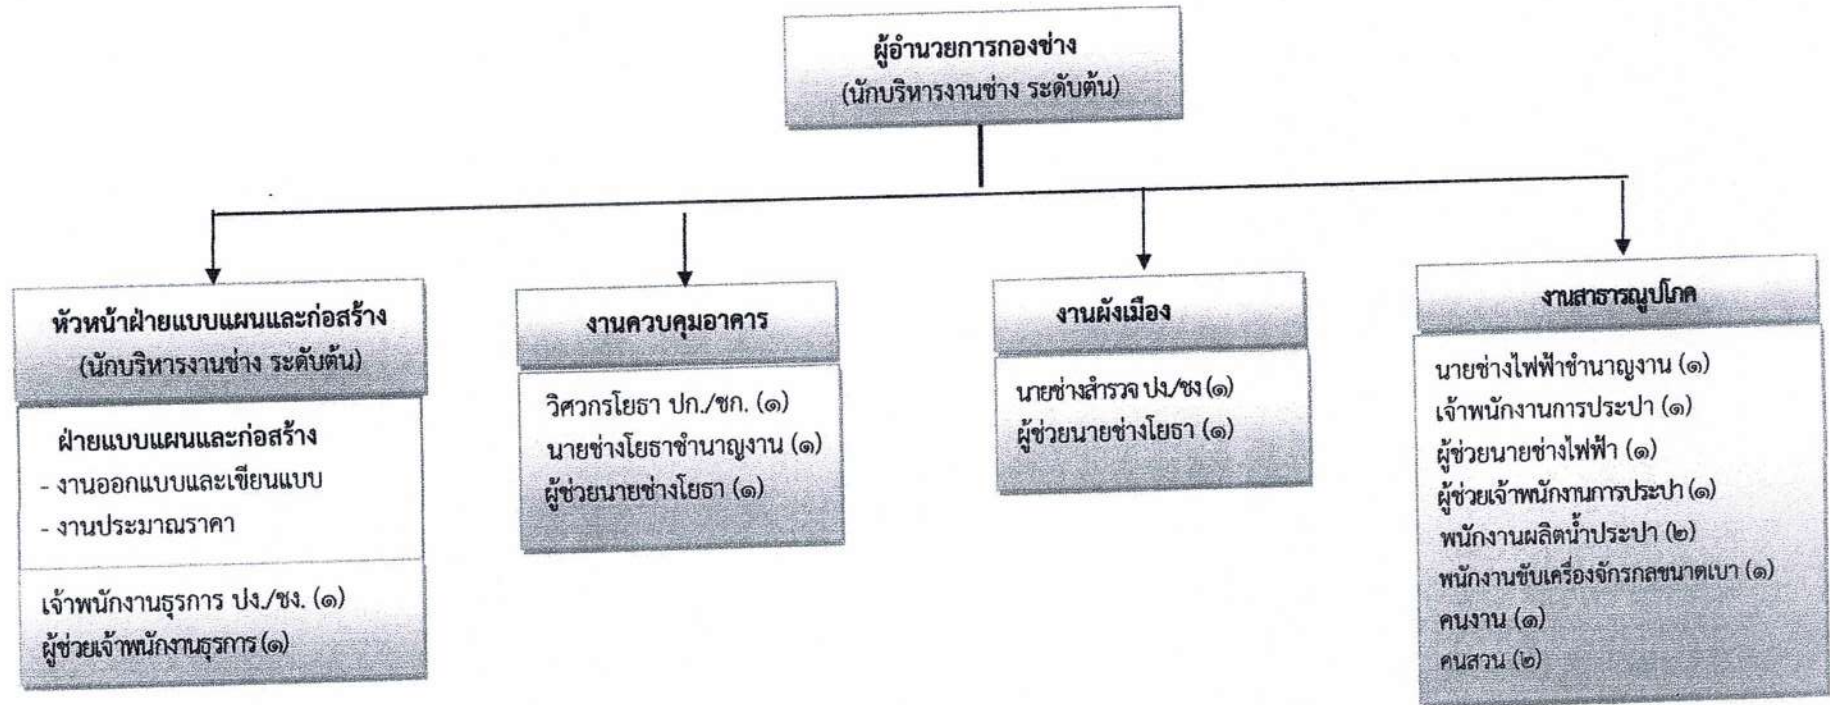 ผู้อำนวยการกองช่าง
(นักบริหารงานช่าง ระดับต้น)
หัวหน้าฝ่ายแบบแผนและก่อสร้าง
(นักบริหารงานช่าง ระดับต้น)
ฝ่ายแบบแผนและก่อสร้าง
- งานออกแบบและเขียนแบบ
- งานประมาณราคา
เจ้าพนักงานธุรการ ปง./ชง. (๑)
ผู้ช่วยเจ้าพนักงานธุรการ (๑)
งานควบคุมอาคาร
วิศวกรโยธา ปก./ชก. (๑)
นายช่างโยธาชำนาญงาน (๑)
ผู้ช่วยนายช่างโยธา (๑)
งานผังเมือง
นายช่างสำรวจ ปง./ชง (๑)
ผู้ช่วยนายช่างโยธา (๑)
งานสาธารณูปโภค
นายช่างไฟฟ้าชำนาญงาน (๑)
เจ้าพนักงานการประปา (๑)
ผู้ช่วยนายช่างไฟฟ้า (๑)
ผู้ช่วยเจ้าพนักงานการประปา (๑)
พนักงานผลิตน้ำประปา (๒)
พนักงานขับเครื่องจักรกลขนาดเบา (๑)
คนงาน (๑)
คนสวน (๒)